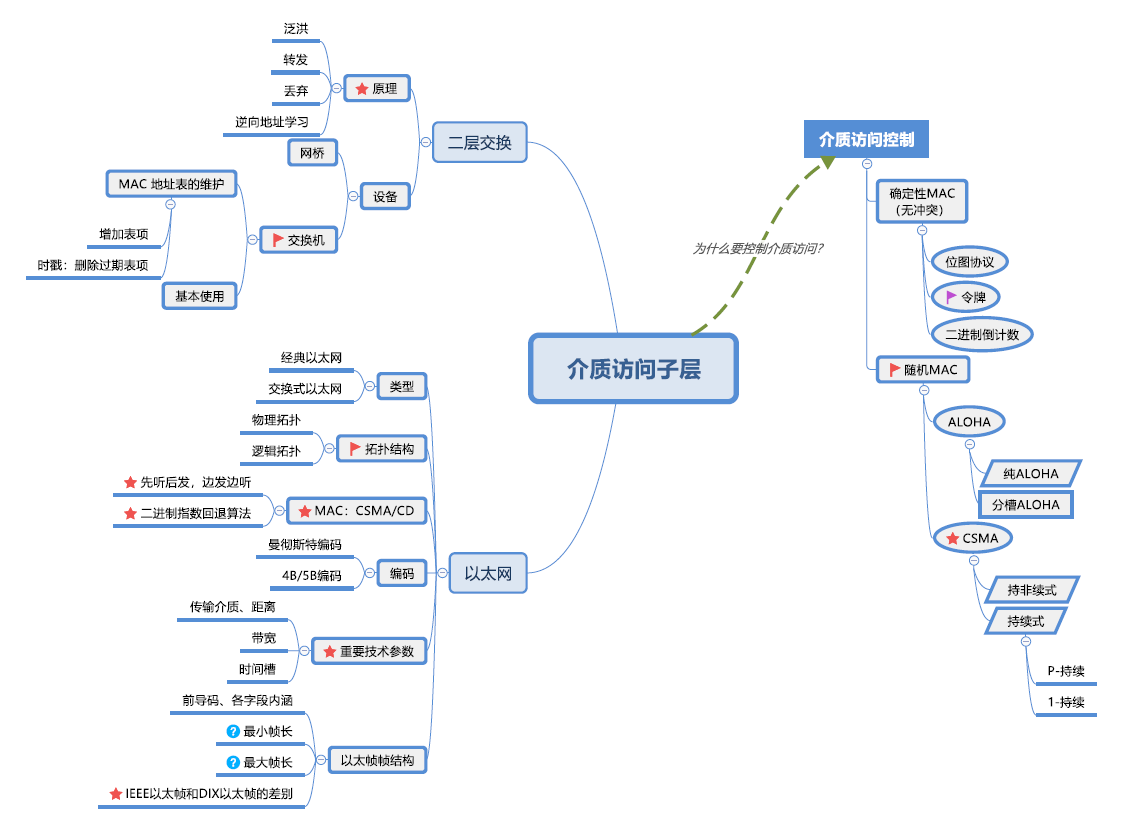 介质访问子层
二层交换
原理
泛洪
转发
丢弃
逆向地址学习
设备
网桥
交换机
MAC 地址表的维护
增加表项
时戳：删除过期表项
基本使用
以太网
类型
经典以太网
交换式以太网
拓扑结构
物理拓扑
逻辑拓扑
MAC：CSMA/CD
先听后发，边发边听
二进制指数回退算法
编码
曼彻斯特编码
4B/5B编码
重要技术参数
传输介质、距离
带宽
时间槽
以太帧帧结构
前导码、各字段内涵
最小帧长
最大帧长
IEEE以太帧和DIX以太帧的差别
为什么要控制介质访问?
介质访问控制
确定性MAC
（无冲突）
位图协议
令牌
二进制倒计数
随机MAC
ALOHA
纯ALOHA
分槽ALOHA
CSMA
持非续式
持续式
P-持续
1-持续